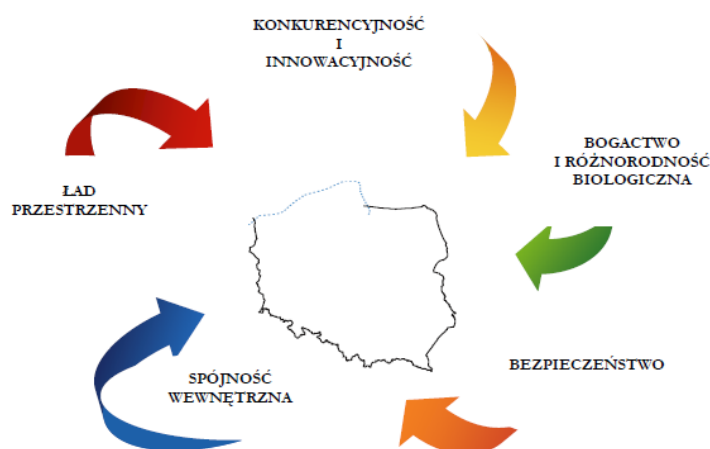 KONKURENCYJNOŚĆ
I
INNOWACYJNOŚĆ
BOGACTWO
I RÓŻNORODNOŚĆ
BIOLOGICZNA
ŁAD
PRZESTRZENNY
BEZPIECZEŃSTWO
SPÓJNOŚĆ
WEWNĘTRZNA